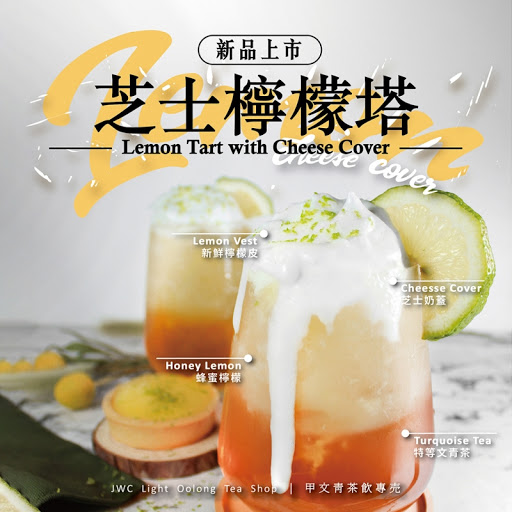 新品上市
芝士檸檬塔
Lemon Tart with Cheese Cover
Lemon
cheese cover
Lemon Vest
新鮮檸檬皮
Cheesse Cover
芝士奶蓋
Honey Lemon
蜂蜜檸檬
Turquoise Tea
特等文青茶
JWC Light Oolong Tea Shop | 甲文青茶飲專売